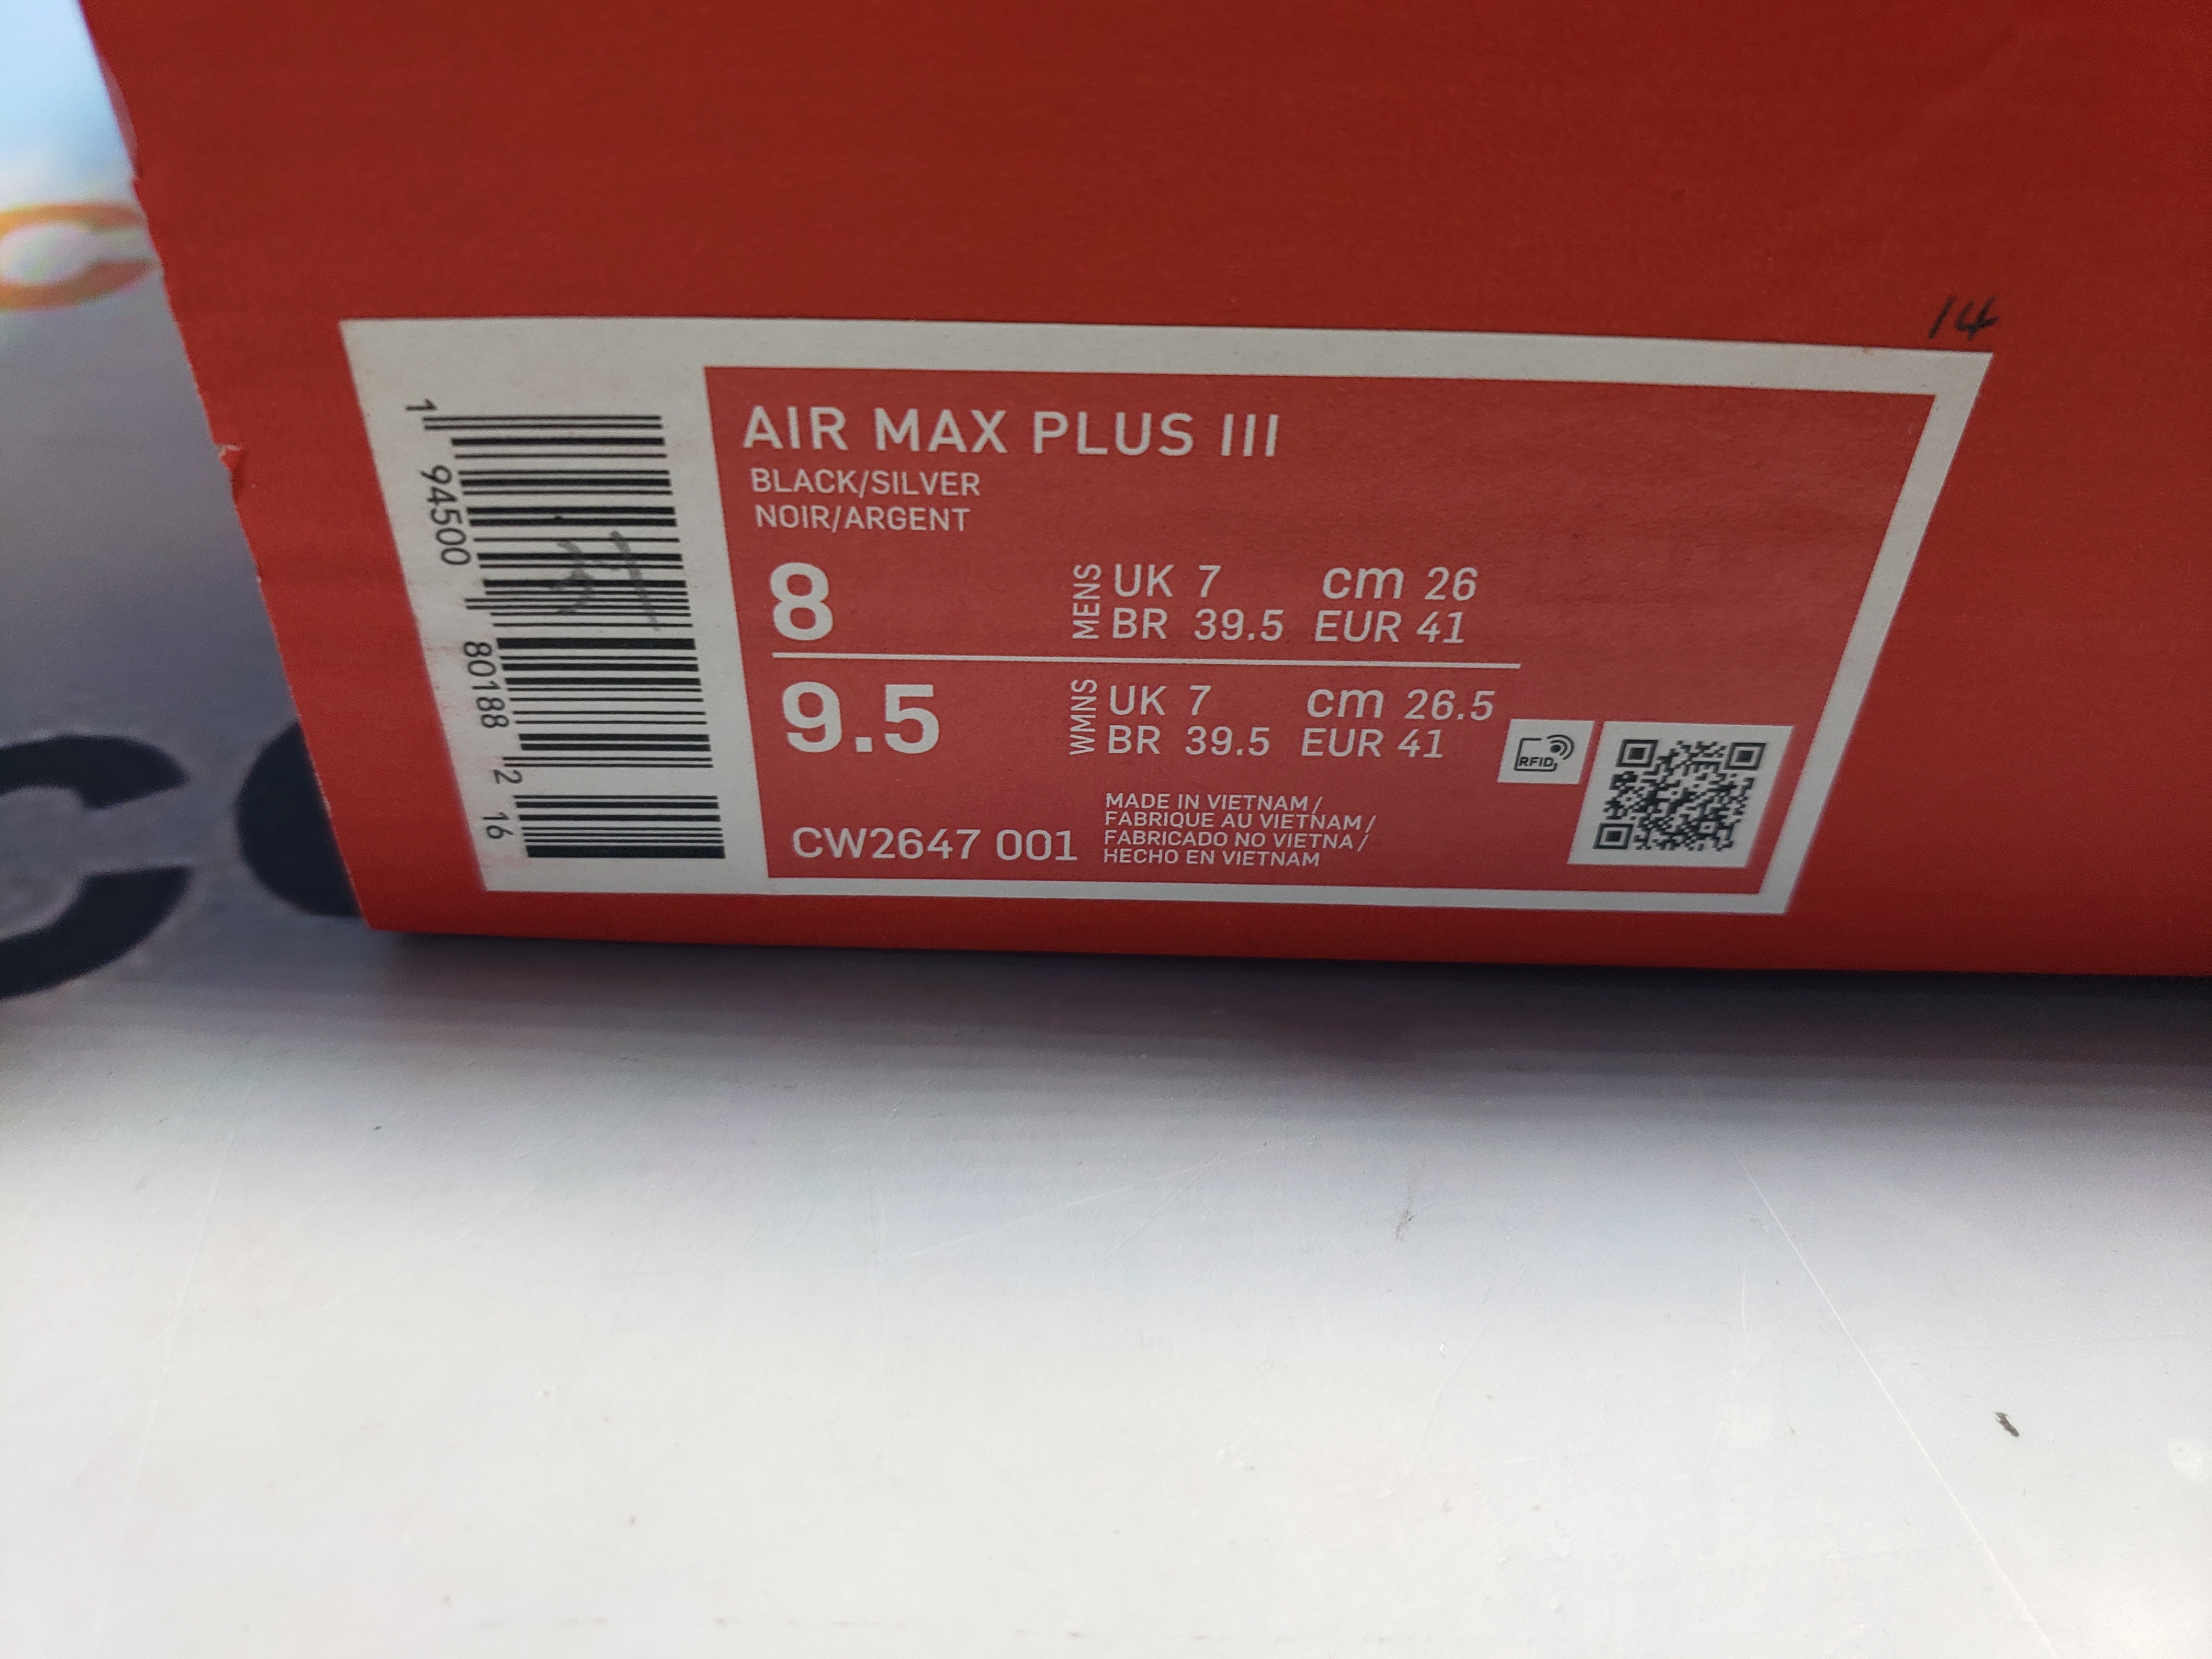 14
AIR MAX PLUS III
BLACK/SILVER
NOIR/ARGENT
8 MENS UK 7 cm 26
BR 39.5 EUR 41
9.5 WMNS UK 7 cm 26.5
BR 39.5 EUR 41
RFID
CW2647 001
MADE IN VIETNAM/
FABRIQUE AU VIETNAM/
FABRICADO NO VIETNA/
HECHO EN VIETNAM
1 94500 80188 2 16